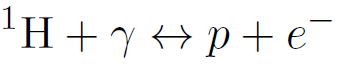 ¹H + γ ↔ p + e⁻